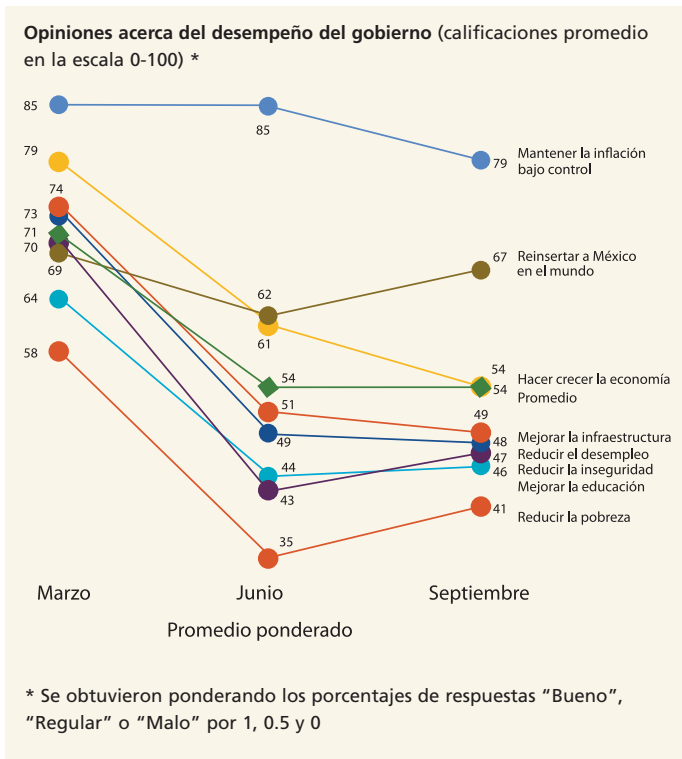 Opiniones acerca del desempeño del gobierno (calificaciones promedio
en la escala 0-100) *
85
79
74
73
71
70
69
64
58
85
62
61
54
51
49
44
43
35
79
67
54
54
49
48
47
46
41
Mantener la inflación
bajo control
Reinsertar a México
en el mundo
Hacer crecer la economía
Promedio
Mejorar la infraestructura
Reducir el desempleo
Reducir la inseguridad
Mejorar la educación
Reducir la pobreza
Marzo
Junio
Septiembre
Promedio ponderado
* Se obtuvieron ponderando los porcentajes de respuestas “Bueno”,
“Regular” o “Malo” por 1, 0.5 y 0